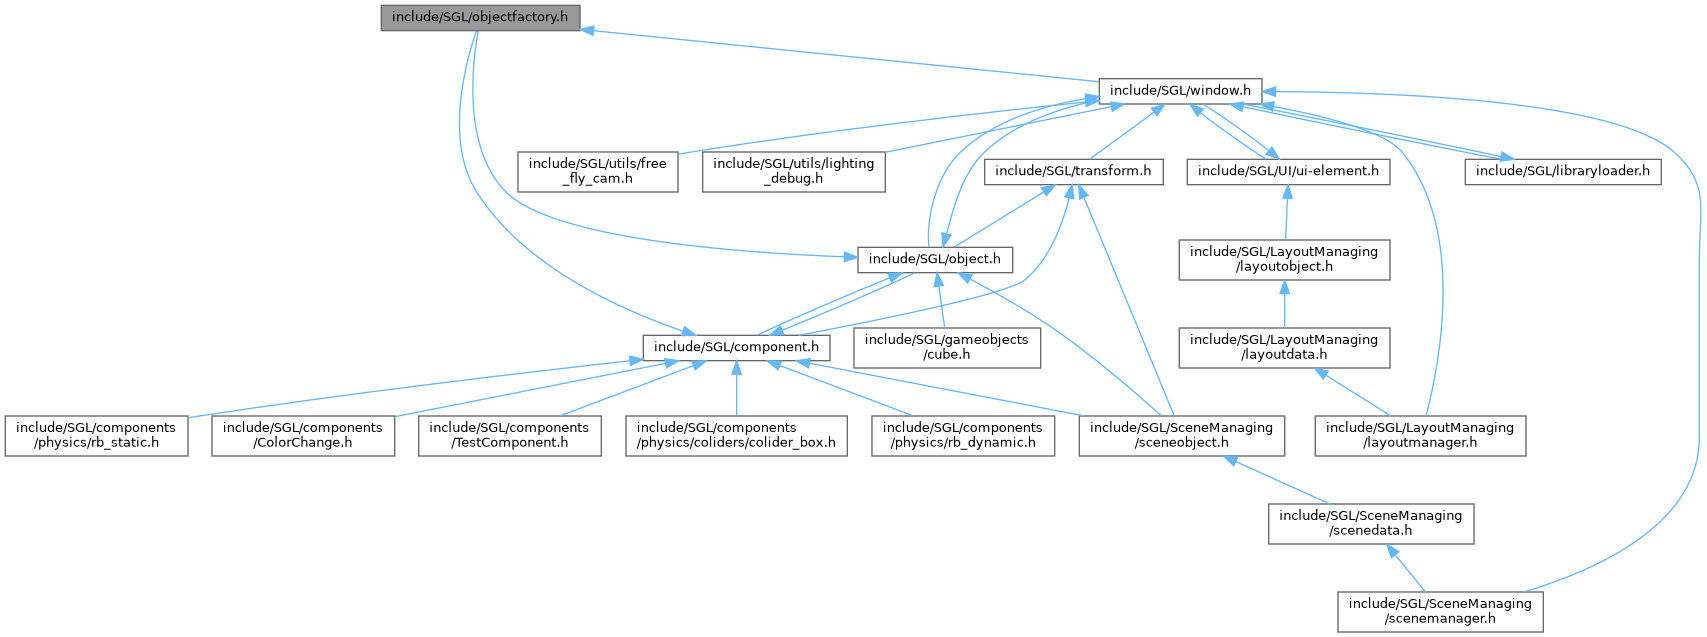 include/SGL/objectfactory.h
include/SGL/window.h
include/SGL/utils/free
_fly_cam.h
include/SGL/utils/lighting
_debug.h
include/SGL/transform.h
include/SGL/UI/ui-element.h
include/SGL/libraryloader.h
include/SGL/object.h
include/SGL/LayoutManaging
/layoutobject.h
include/SGL/component.h
include/SGL/gameobjects
/cube.h
include/SGL/LayoutManaging
/layoutdata.h
include/SGL/components
/physics/rb_static.h
include/SGL/components
/ColorChange.h
include/SGL/components
/TestComponent.h
include/SGL/components
/physics/coliders/colider_box.h
include/SGL/components
/physics/rb_dynamic.h
include/SGL/SceneManaging
/sceneobject.h
include/SGL/LayoutManaging
/layoutmanager.h
include/SGL/SceneManaging
/scenedata.h
include/SGL/SceneManaging
/scenemanager.h